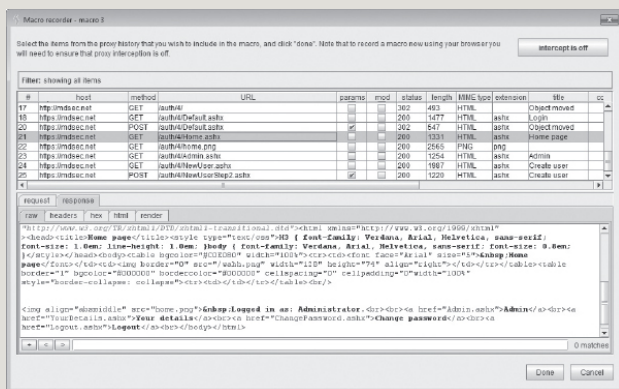 Macro recorder - macro 3
Select the items from the proxy history that you wish to include in the macro, and click "done". Note that to record a macro new using your browser you
will need to ensure that proxy interception is off.
intercept is off
Filter: showing all items
# host method URL params mod status length MIME type extension title cc
17 http://mdsec.net GET /auth/4/ 302 493 HTML Object moved
18 https://mdsec.net GET /auth/4/Default.ashx 200 1477 HTML ashx Login
20 https://mdsec.net POST /auth/4/Default.ashx 302 547 HTML ashx Object moved
21 https://mdsec.net GET /auth/4/Home.ashx 200 1331 HTML ashx Home page
22 https://mdsec.net GET /auth/4/home.png 200 2565 PNG png
23 https://mdsec.net GET /auth/4/Admin.ashx 200 1254 HTML ashx Admin
24 https://mdsec.net GET /auth/4/NewUser.ashx 200 1987 HTML ashx Create user
25 https://mdsec.net POST /auth/4/NewUserStep2.ashx 200 1220 HTML ashx Create user
request response
raw headers hex html render
"http://www.w3.org/TR/xhtml1/DTD/xhtml1-transitional.dtd"><html xmlns="http://www.w3.org/1999/xhtml"
><head><title>Home page</title><style type="text/css">H3 { font-family: Verdana, Arial, Helvetica, sans-serif;
font-size: 1.0em; line-height: 1.0em; }body { font-family: Verdana, Arial, Helvetica, sans-serif; font-size: 0.8em;
}</style></head><body><table bgcolor= width="100%"><tr><td><font face="Arial" size="5">&nbsp;Home
page</font></td><td><img border="0" src="/wahh.png" width="128" height="74" align="right"></td></tr></table><table
border="1" bgcolor="#000000" bordercolor="#000000" cellspacing="0" cellpadding="0"width="100%"
style="border-collapse: collapse"><tr><td></td></tr></table><br/>
<img align="absmiddle" src="home.png">&nbsp;Logged in as: Administrator.<br><br><a href="Admin.ashx">Admin</a><br><a
href="YourDetails.ashx">Your details</a><br><a href="ChangePassword.ashx">Change password</a><br><a
href="Logout.ashx">Logout</a><br><br></body></html>
+ < > 0 matches
Done Cancel